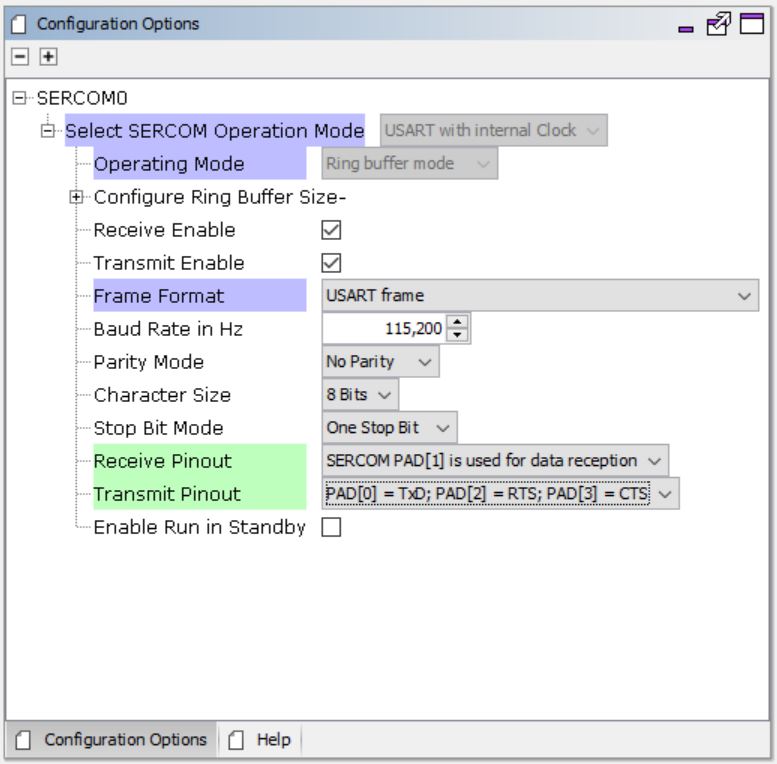 Configuration Options
SERCOM0
Select SERCOM Operation Mode USART with internal Clock
Operating Mode Ring buffer mode
Configure Ring Buffer Size-
Receive Enable
Transmit Enable
Frame Format USART frame
Baud Rate in Hz 115,200
Parity Mode No Parity
Character Size 8 Bits
Stop Bit Mode One Stop Bit
Receive Pinout SERCOM PAD[1] is used for data reception
Transmit Pinout PAD[0] = TxD; PAD[2] = RTS; PAD[3] = CTS
Enable Run in Standby
Configuration Options Help